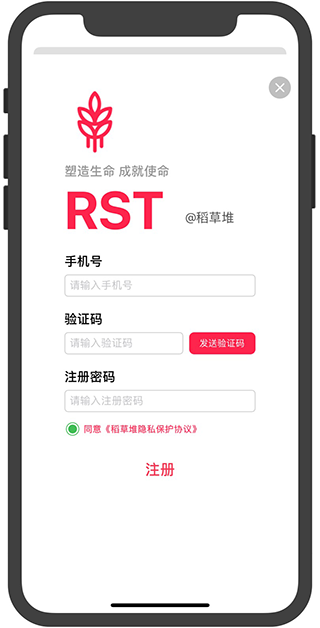 塑造生命 成就使命
RST @稻草堆
手机号
请输入手机号
验证码
请输入验证码 发送验证码
注册密码
请输入注册密码
同意《稻草堆隐私保护协议》
注册